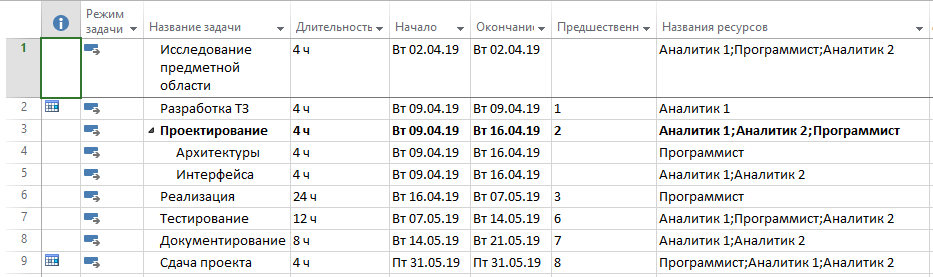 Режим задачи Название задачи Длительность Начало Окончание Предшественн Названия ресурсов
1 Исследование предметной области 4 ч Вт 02.04.19 Вт 02.04.19 Аналитик 1;Программист;Аналитик 2
2 Разработка ТЗ 4 ч Вт 09.04.19 Вт 09.04.19 1 Аналитик 1
3 Проектирование 4 ч Вт 09.04.19 Вт 16.04.19 2 Аналитик 1;Аналитик 2;Программист
4 Архитектуры 4 ч Вт 09.04.19 Вт 16.04.19 Программист
5 Интерфейса 4 ч Вт 09.04.19 Вт 16.04.19 Аналитик 1;Аналитик 2
6 Реализация 24 ч Вт 16.04.19 Вт 07.05.19 3 Программист
7 Тестирование 12 ч Вт 07.05.19 Вт 14.05.19 6 Аналитик 1;Программист;Аналитик 2
8 Документирование 8 ч Вт 14.05.19 Вт 21.05.19 7 Аналитик 1;Аналитик 2
9 Сдача проекта 4 ч Пт 31.05.19 Пт 31.05.19 8 Программист;Аналитик 1;Аналитик 2